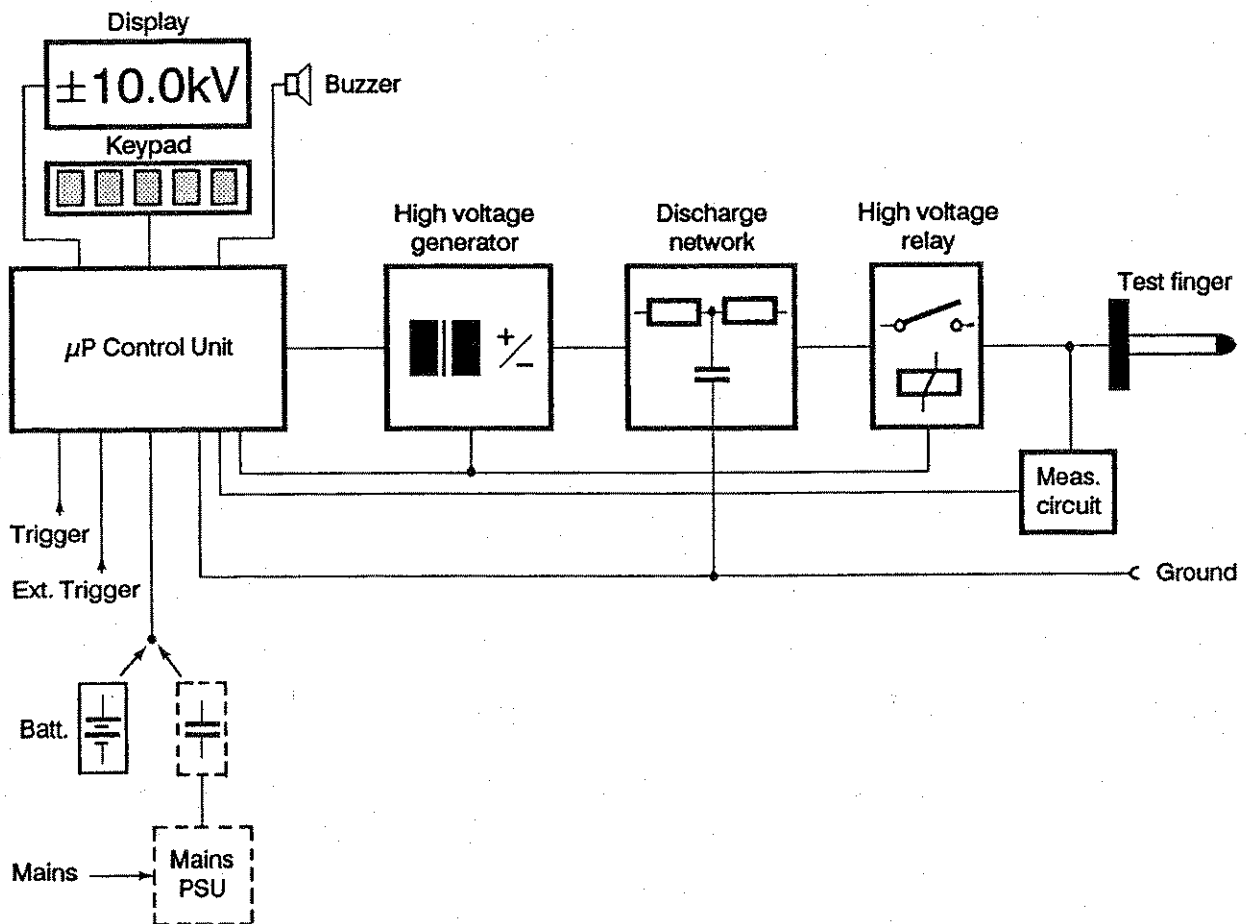 Display
±10.0kV
Buzzer
Keypad
High voltage
generator
Discharge
network
High voltage
relay
Test finger
µP Control Unit
+/-
Meas.
circuit
Trigger
Ext. Trigger
Ground
Batt.
Mains
Mains
PSU